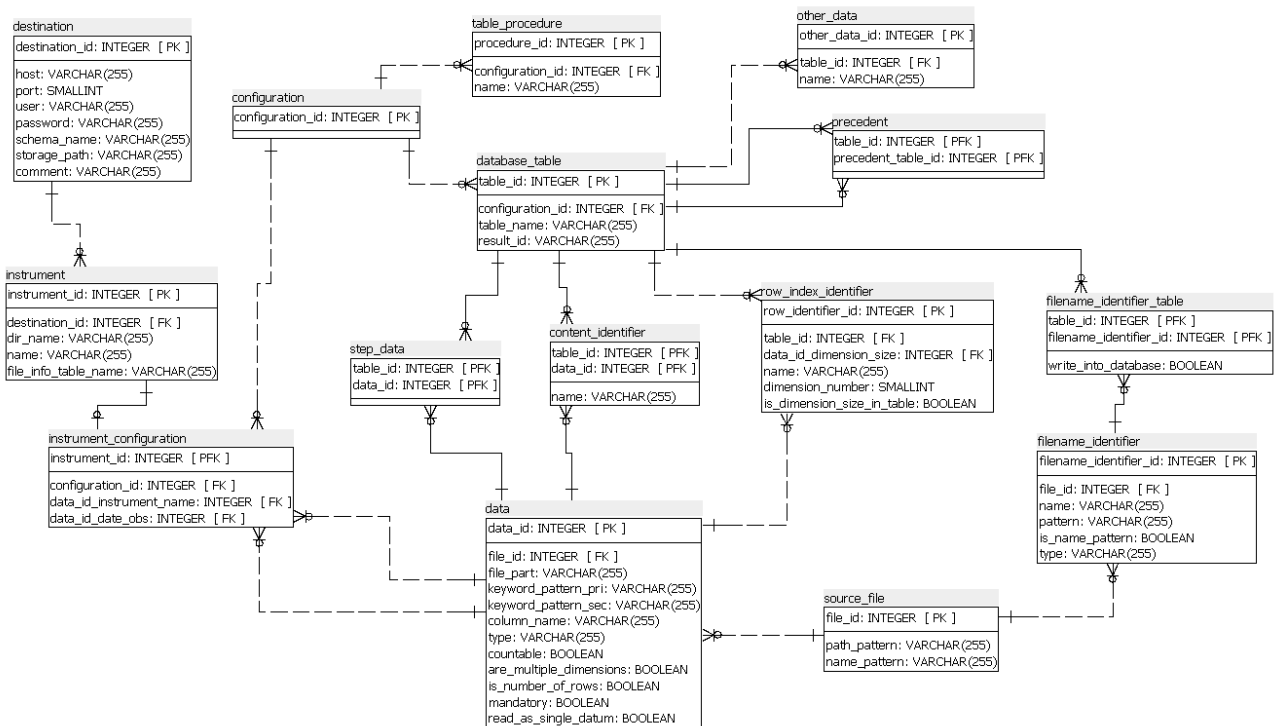 destination
destination_id: INTEGER [ PK ]
host: VARCHAR(255)
port: SMALLINT
user: VARCHAR(255)
password: VARCHAR(255)
schema_name: VARCHAR(255)
storage_path: VARCHAR(255)
comment: VARCHAR(255)
table_procedure
procedure_id: INTEGER [ PK ]
configuration_id: INTEGER [ FK ]
name: VARCHAR(255)
other_data
other_data_id: INTEGER [ PK ]
table_id: INTEGER [ FK ]
name: VARCHAR(255)
configuration
configuration_id: INTEGER [ PK ]
precedent
table_id: INTEGER [ PFK ]
precedent_table_id: INTEGER [ PFK ]
database_table
table_id: INTEGER [ PK ]
configuration_id: INTEGER [ FK ]
table_name: VARCHAR(255)
result_id: VARCHAR(255)
instrument
instrument_id: INTEGER [ PK ]
destination_id: INTEGER [ FK ]
dir_name: VARCHAR(255)
name: VARCHAR(255)
file_info_table_name: VARCHAR(255)
step_data
table_id: INTEGER [ PFK ]
data_id: INTEGER [ PFK ]
content_identifier
table_id: INTEGER [ PFK ]
data_id: INTEGER [ PFK ]
name: VARCHAR(255)
row_index_identifier
row_identifier_id: INTEGER [ PK ]
table_id: INTEGER [ FK ]
data_id_dimension_size: INTEGER [ FK ]
name: VARCHAR(255)
dimension_number: SMALLINT
is_dimension_size_in_table: BOOLEAN
filename_identifier_table
table_id: INTEGER [ PFK ]
filename_identifier_id: INTEGER [ PFK ]
write_into_database: BOOLEAN
instrument_configuration
instrument_id: INTEGER [ PFK ]
configuration_id: INTEGER [ FK ]
data_id_instrument_name: INTEGER [ FK ]
data_id_date_obs: INTEGER [ FK ]
filename_identifier
filename_identifier_id: INTEGER [ PK ]
file_id: INTEGER [ FK ]
name: VARCHAR(255)
pattern: VARCHAR(255)
is_name_pattern: BOOLEAN
type: VARCHAR(255)
data
data_id: INTEGER [ PK ]
file_id: INTEGER [ FK ]
file_part: VARCHAR(255)
keyword_pattern_pri: VARCHAR(255)
keyword_pattern_sec: VARCHAR(255)
column_name: VARCHAR(255)
type: VARCHAR(255)
countable: BOOLEAN
are_multiple_dimensions: BOOLEAN
is_number_of_rows: BOOLEAN
mandatory: BOOLEAN
read_as_single_datum: BOOLEAN
source_file
file_id: INTEGER [ PK ]
path_pattern: VARCHAR(255)
name_pattern: VARCHAR(255)